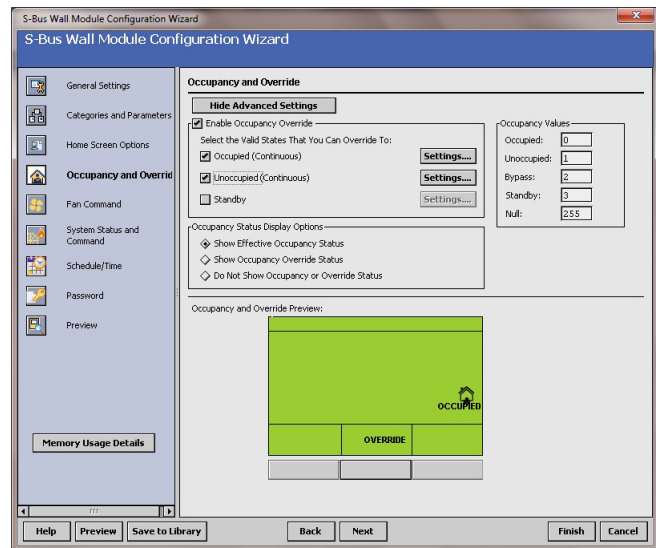 S-Bus Wall Module Configuration Wizard
S-Bus Wall Module Configuration Wizard
General Settings
Categories and Parameters
Home Screen Options
Occupancy and Overrid
Fan Command
System Status and
Command
Schedule/Time
Password
Preview
Memory Usage Details
Occupancy and Override
Hide Advanced Settings
Enable Occupancy Override
Select the Valid States That You Can Override To:
Occupied (Continuous) Settings....
Unoccupied (Continuous) Settings....
Standby Settings....
Occupancy Values
Occupied: 0
Unoccupied: 1
Bypass: 2
Standby: 3
Null: 255
Occupancy Status Display Options
Show Effective Occupancy Status
Show Occupancy Override Status
Do Not Show Occupancy or Override Status
Occupancy and Override Preview:
OCCUPIED
OVERRIDE
Help Preview Save to Library Back Next Finish Cancel